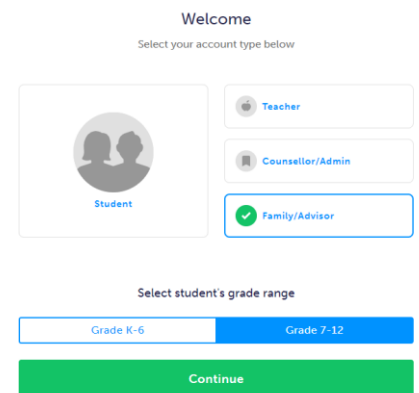 Welcome
Select your account type below
Student
Teacher
Counsellor/Admin
Family/Advisor
Select student's grade range
Grade K-6
Grade 7-12
Continue